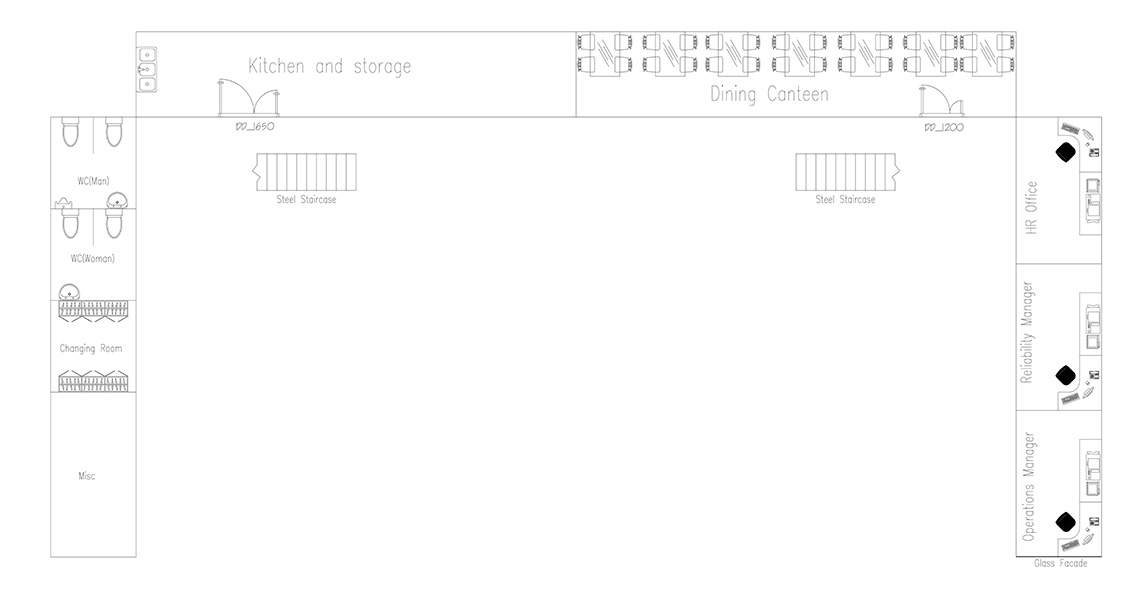 Kitchen and storage
Dining Canteen
DD_1650
DD_1200
WC(Man)
Steel Staircase
Steel Staircase
HR Office
WC(Woman)
Reliability Manager
Changing Room
Operations Manager
Misc
Glass Facade